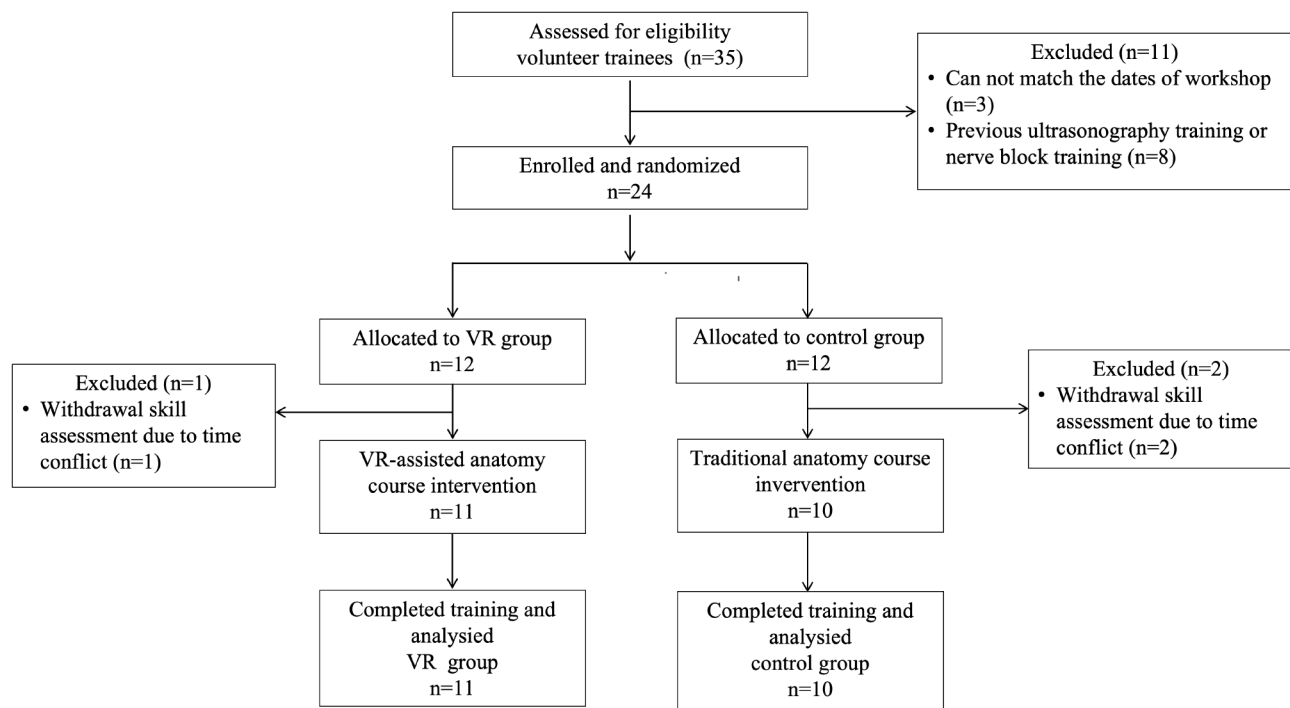 Assessed for eligibility
volunteer trainees (n=35)
Excluded (n=11)
• Can not match the dates of workshop
(n=3)
• Previous ultrasonography training or
nerve block training (n=8)
Enrolled and randomized
n=24
Allocated to VR group
n=12
Allocated to control group
n=12
Excluded (n=1)
• Withdrawal skill
assessment due to time
conflict (n=1)
Excluded (n=2)
• Withdrawal skill
assessment due to time
conflict (n=2)
VR-assisted anatomy
course intervention
n=11
Traditional anatomy course
invervention
n=10
Completed training and
analysied
VR group
n=11
Completed training and
analysied
control group
n=10